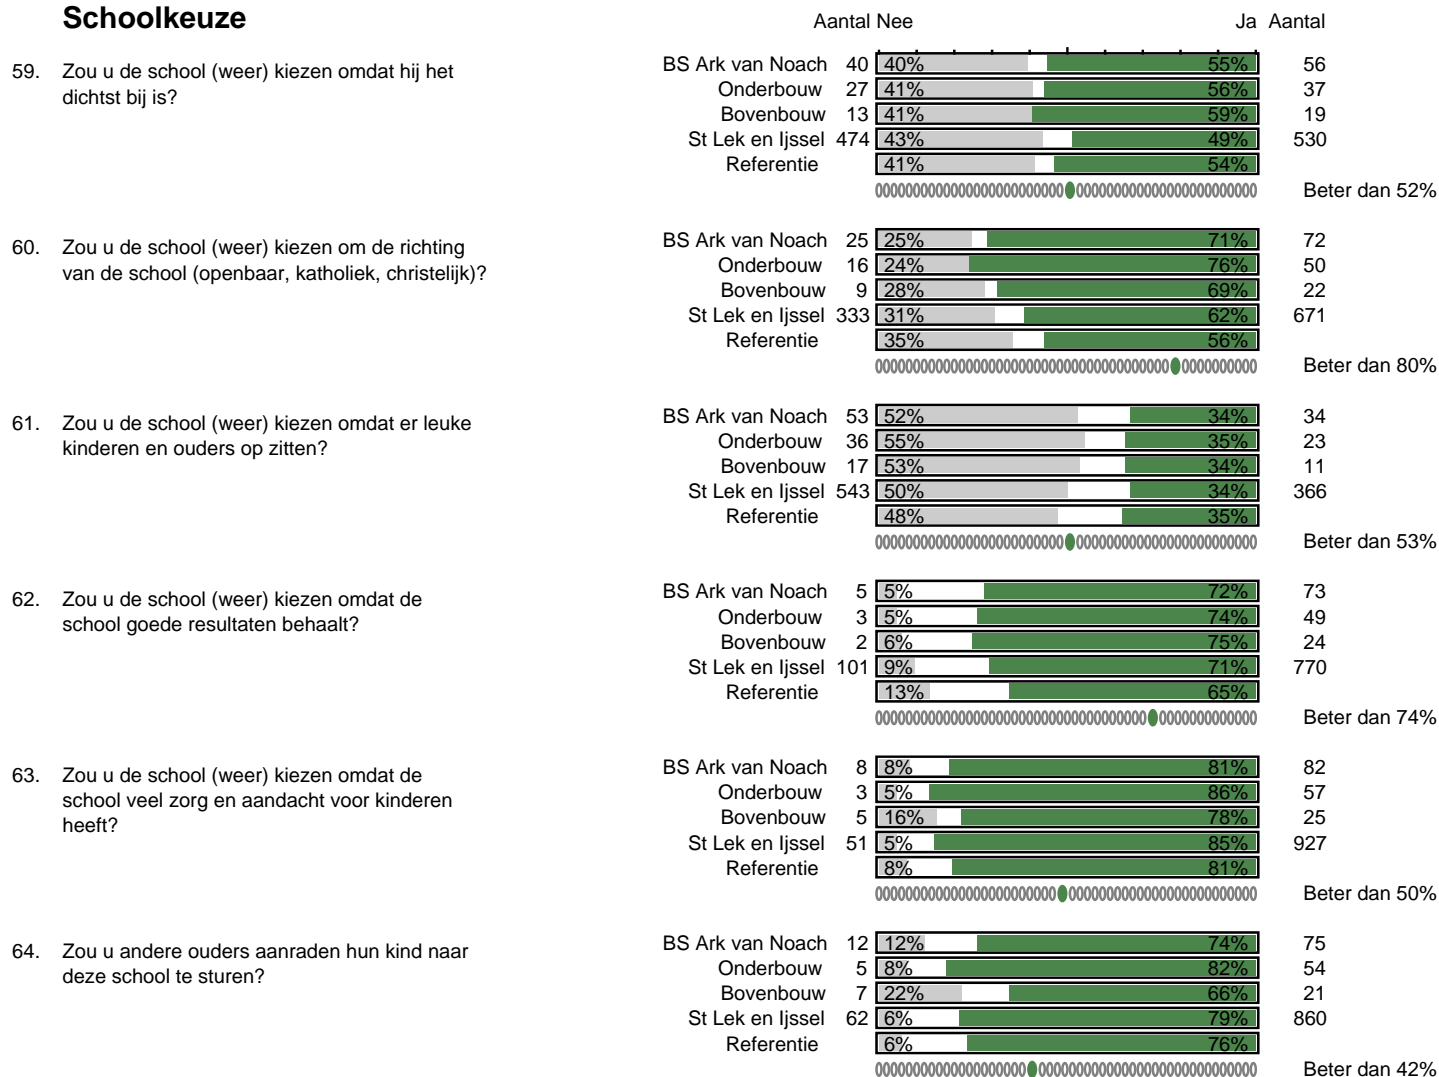 Schoolkeuze
Aantal Nee Ja Aantal
59. Zou u de school (weer) kiezen omdat hij het
dichtst bij is?
BS Ark van Noach 40 40% 55% 56
Onderbouw 27 41% 56% 37
Bovenbouw 13 41% 59% 19
St Lek en Ijssel 474 43% 49% 530
Referentie 41% 54%
Beter dan 52%
60. Zou u de school (weer) kiezen om de richting
van de school (openbaar, katholiek, christelijk)?
BS Ark van Noach 25 25% 71% 72
Onderbouw 16 24% 76% 50
Bovenbouw 9 28% 69% 22
St Lek en Ijssel 333 31% 62% 671
Referentie 35% 56%
Beter dan 80%
61. Zou u de school (weer) kiezen omdat er leuke
kinderen en ouders op zitten?
BS Ark van Noach 53 52% 34% 34
Onderbouw 36 55% 35% 23
Bovenbouw 17 53% 34% 11
St Lek en Ijssel 543 50% 34% 366
Referentie 48% 35%
Beter dan 53%
62. Zou u de school (weer) kiezen omdat de
school goede resultaten behaalt?
BS Ark van Noach 5 5% 72% 73
Onderbouw 3 5% 74% 49
Bovenbouw 2 6% 75% 24
St Lek en Ijssel 101 9% 71% 770
Referentie 13% 65%
Beter dan 74%
63. Zou u de school (weer) kiezen omdat de
school veel zorg en aandacht voor kinderen
heeft?
BS Ark van Noach 8 8% 81% 82
Onderbouw 3 5% 86% 57
Bovenbouw 5 16% 78% 25
St Lek en Ijssel 51 5% 85% 927
Referentie 8% 81%
Beter dan 50%
64. Zou u andere ouders aanraden hun kind naar
deze school te sturen?
BS Ark van Noach 12 12% 74% 75
Onderbouw 5 8% 82% 54
Bovenbouw 7 22% 66% 21
St Lek en Ijssel 62 6% 79% 860
Referentie 6% 76%
Beter dan 42%